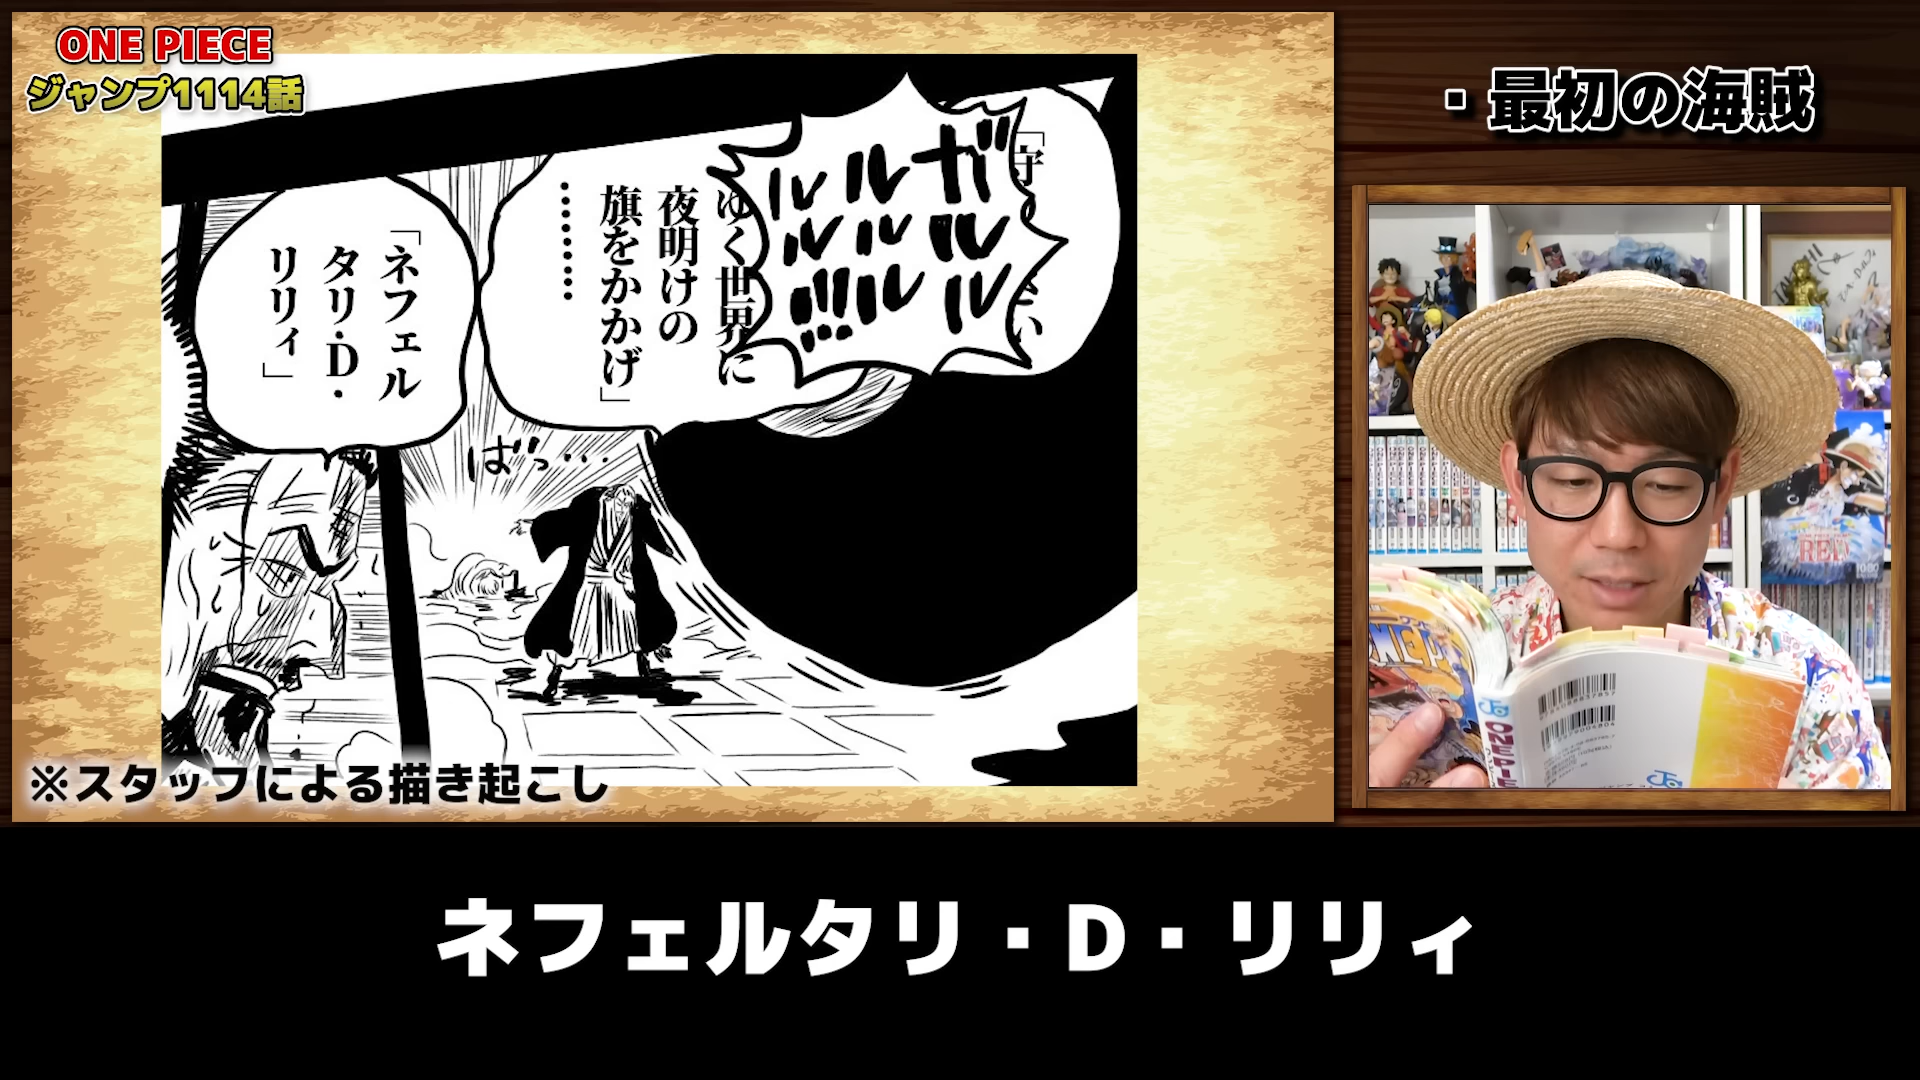 ONE PIECE
ジャンプ1114話
・最初の海賊
「守
い
ガルル
ルルル
ルルル!!!
ゆく世界に
夜明けの
旗をかかげ」
………
「ネフェル
タリ・D・
リリィ」
ばっ…
※スタッフによる描き起こし
ネフェルタリ・D・リリィ
ONE PIECE
RED